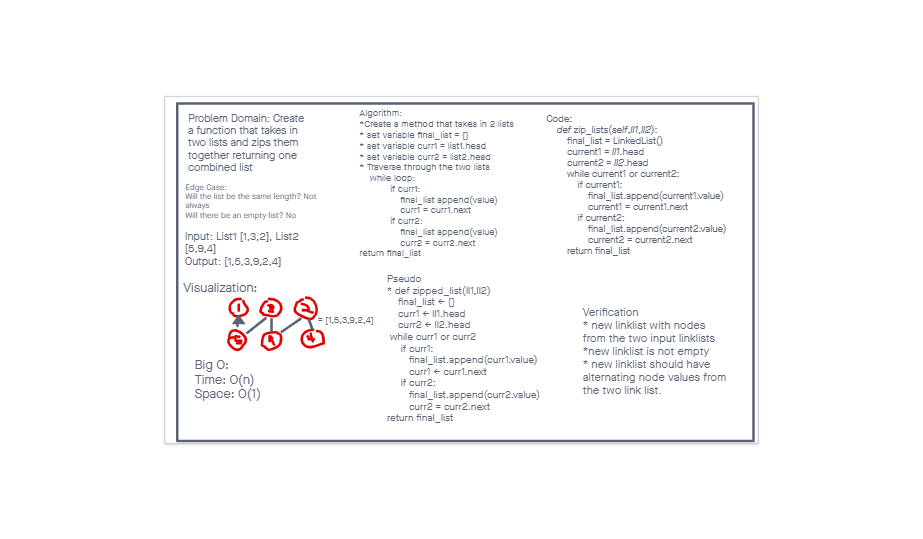 Problem Domain: Create
a function that takes in
two lists and zips them
together returning one
combined list
Edge Case:
Will the list be the same length? Not
always
Will there be an empty list? No
Input: List1 [1,3,2], List2
[5,9,4]
Output: [1,5,3,9,2,4]
Visualization:
1 3 2
5 9 4
= [1,5,3,9,2,4]
Big O:
Time: O(n)
Space: O(1)
Algorithm:
*Create a method that takes in 2 lists
* set variable final_list = {}
* set variable curr1 = list1.head
* set variable curr2 = list2.head
* Traverse through the two lists
while loop:
if curr1:
final_list append(value)
curr1 = curr1.next
if curr2:
final_list append(value)
curr2 = curr2.next
return final_list
Pseudo
* def zipped_list(ll1,ll2)
final_list ← {}
curr1 ← ll1.head
curr2 ← ll2.head
while curr1 or curr2
if curr1:
final_list.append(curr1.value)
curr1 ← curr1.next
if curr2:
final_list.append(curr2.value)
curr2 = curr2.next
return final_list
Code:
def zip_lists(self,ll1,ll2):
final_list = LinkedList()
current1 = ll1.head
current2 = ll2.head
while current1 or current2:
if current1:
final_list.append(current1.value)
current1 = current1.next
if current2:
final_list.append(current2.value)
current2 = current2.next
return final_list
Verification
* new linklist with nodes
from the two input linklists
*new linklist is not empty
* new linklist should have
alternating node values from
the two link list.